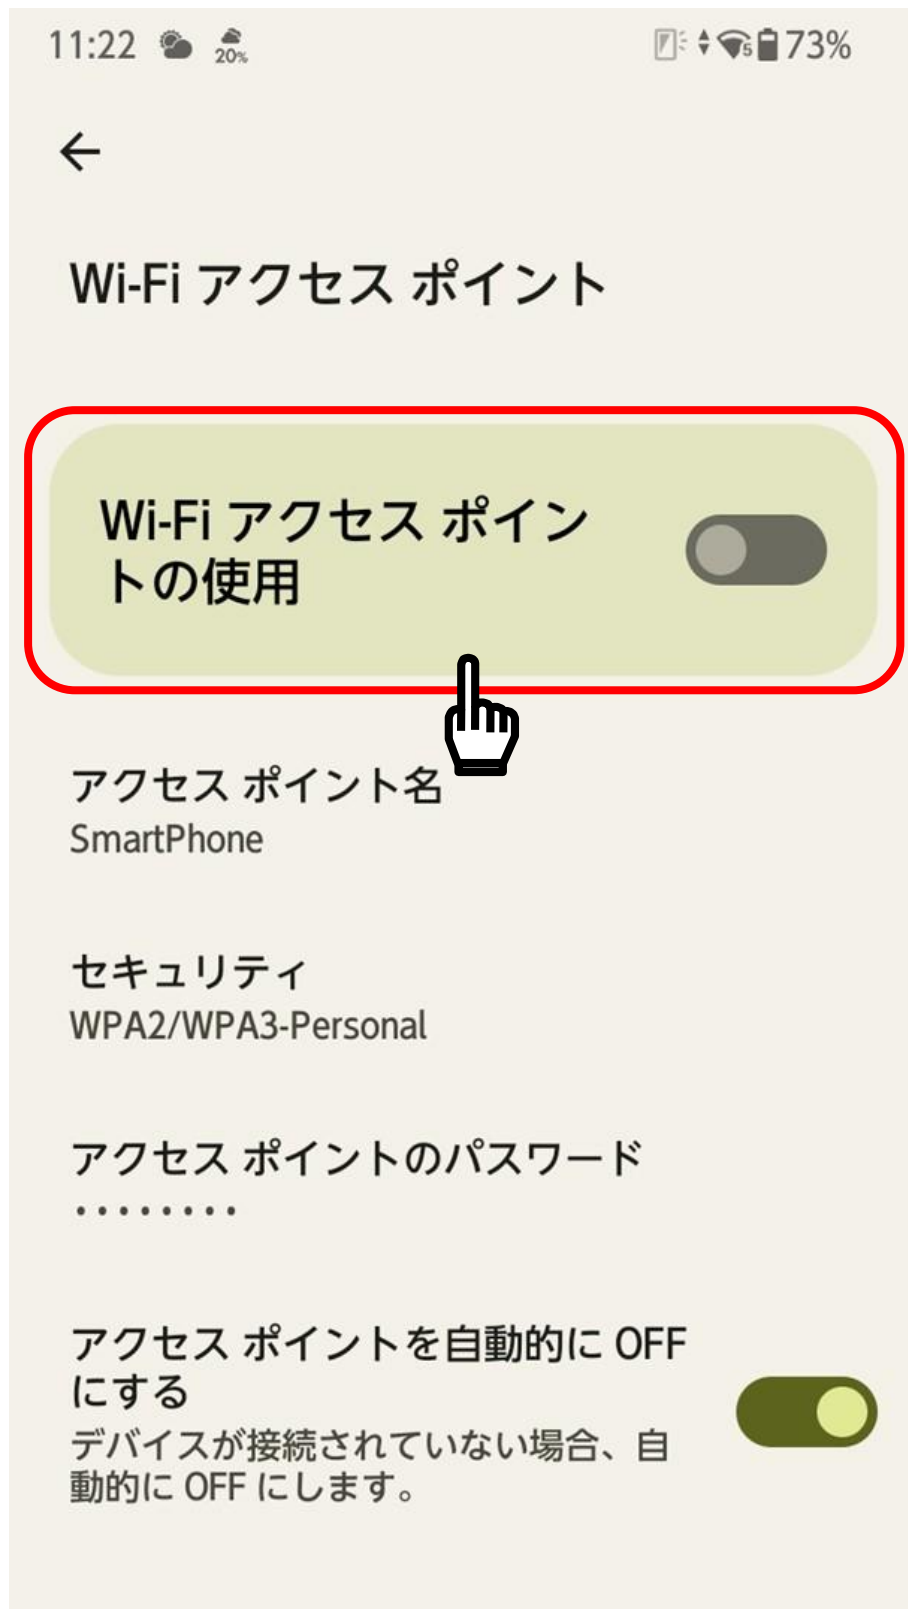 11:22 20% 5 73%
Wi-Fi アクセス ポイント
Wi-Fi アクセス ポイン
トの使用
アクセス ポイント名
SmartPhone
セキュリティ
WPA2/WPA3-Personal
アクセス ポイントのパスワード
········
アクセス ポイントを自動的に OFF
にする
デバイスが接続されていない場合、自
動的に OFF にします。